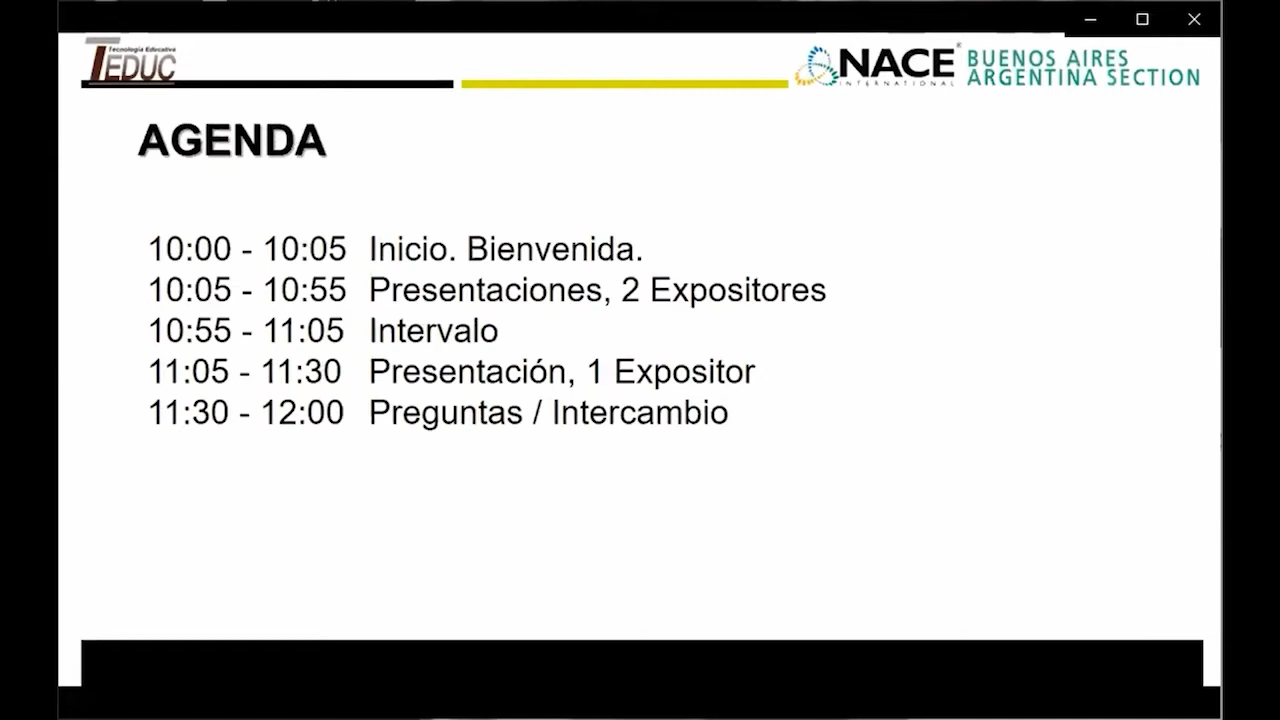 Tecnología Educativa
TEDUC
NACE®
INTERNATIONAL
BUENOS AIRES
ARGENTINA SECTION
AGENDA
10:00 - 10:05 Inicio. Bienvenida.
10:05 - 10:55 Presentaciones, 2 Expositores
10:55 - 11:05 Intervalo
11:05 - 11:30 Presentación, 1 Expositor
11:30 - 12:00 Preguntas / Intercambio